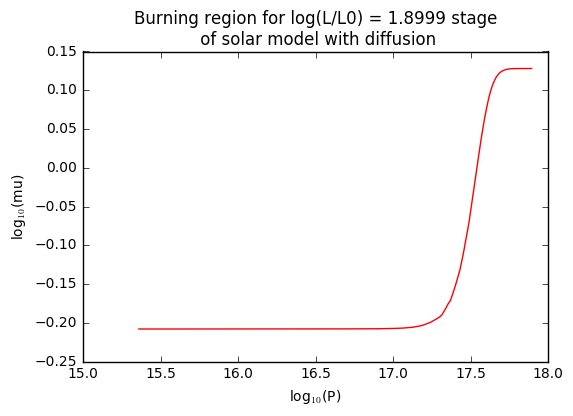 Burning region for log(L/L0) = 1.8999 stage
of solar model with diffusion
0.15
0.10
0.05
0.00
−0.05
−0.10
−0.15
−0.20
−0.25
log₁₀(mu)
15.0 15.5 16.0 16.5 17.0 17.5 18.0
log₁₀(P)